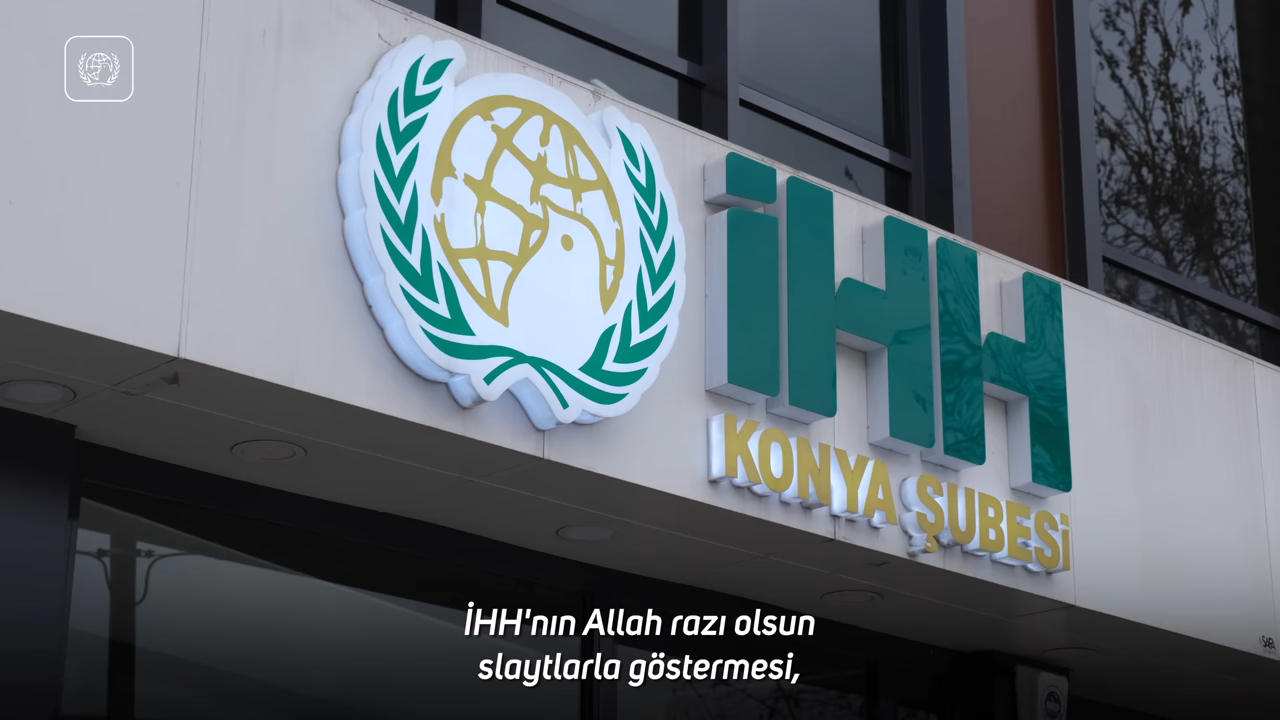 İHH
KONYA ŞUBESİ
İHH'nın Allah razı olsun
slaytlarla göstermesi,